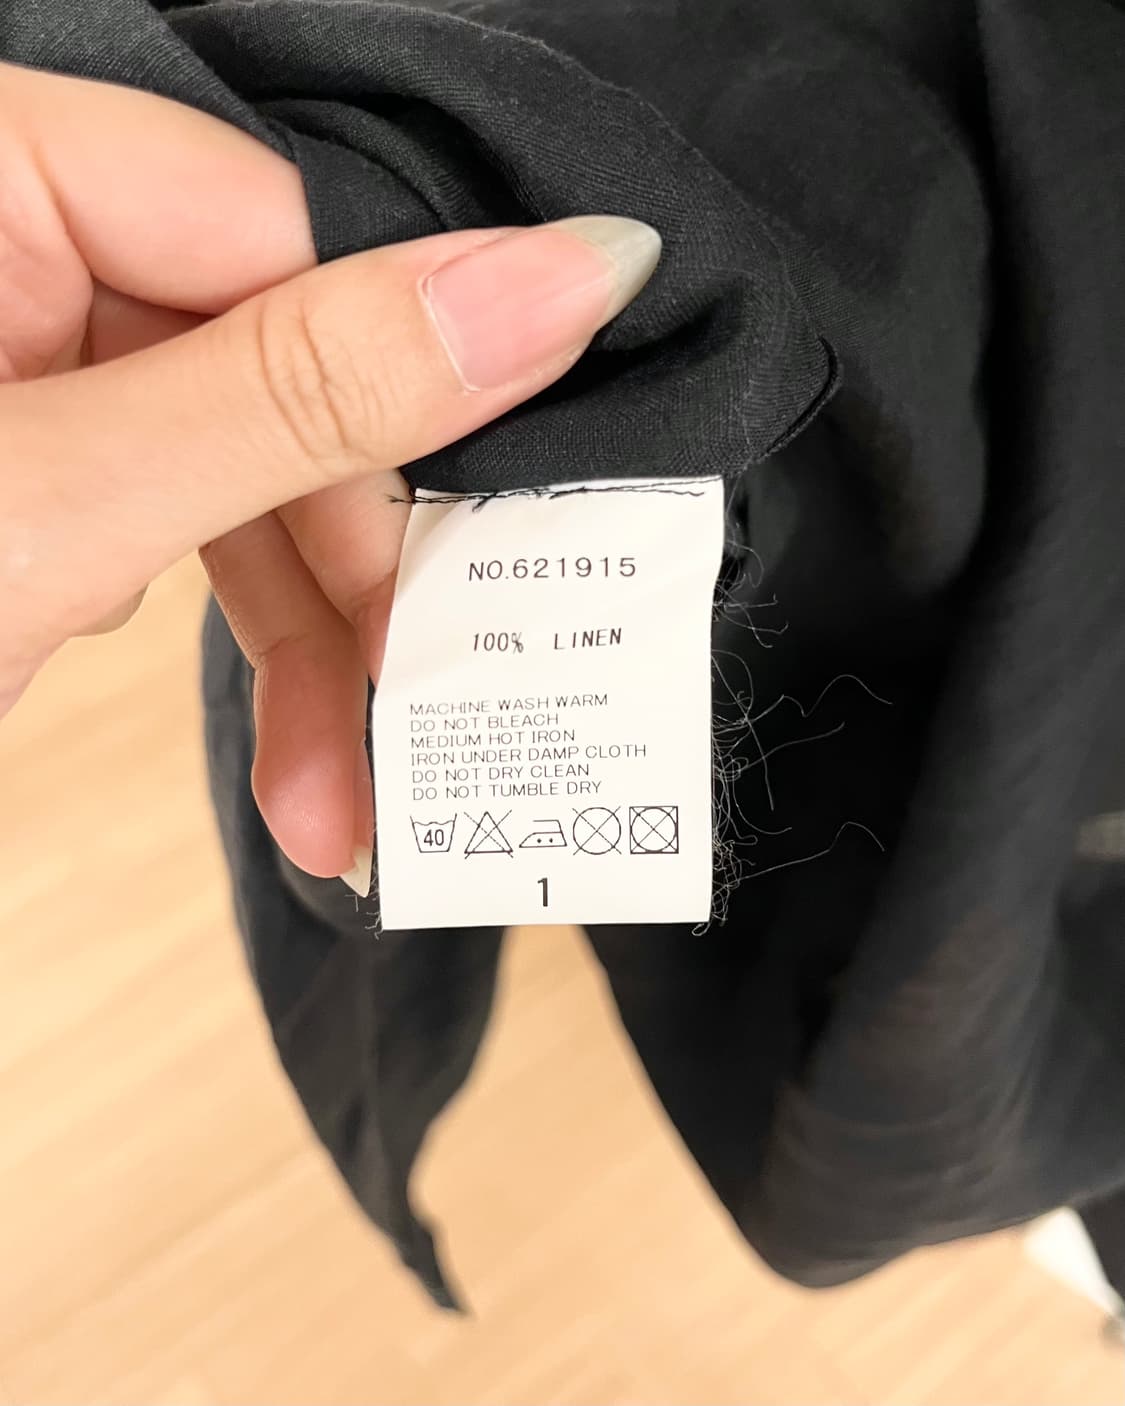 NO.621915
100% LINEN
MACHINE WASH WARM
DO NOT BLEACH
MEDIUM HOT IRON
IRON UNDER DAMP CLOTH
DO NOT DRY CLEAN
DO NOT TUMBLE DRY
40
1